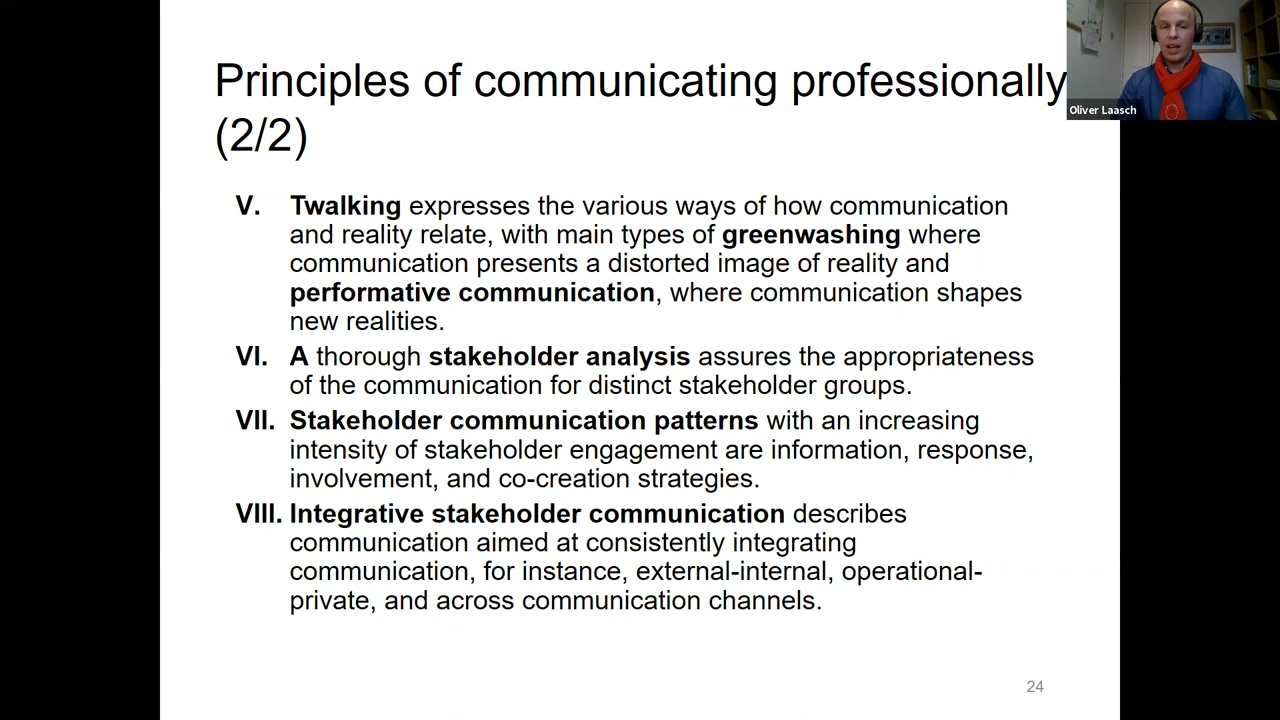 Principles of communicating professionally
(2/2)
Oliver Laasch
V. Twalking expresses the various ways of how communication
and reality relate, with main types of greenwashing where
communication presents a distorted image of reality and
performative communication, where communication shapes
new realities.
VI. A thorough stakeholder analysis assures the appropriateness
of the communication for distinct stakeholder groups.
VII. Stakeholder communication patterns with an increasing
intensity of stakeholder engagement are information, response,
involvement, and co-creation strategies.
VIII. Integrative stakeholder communication describes
communication aimed at consistently integrating
communication, for instance, external-internal, operational-
private, and across communication channels.
24